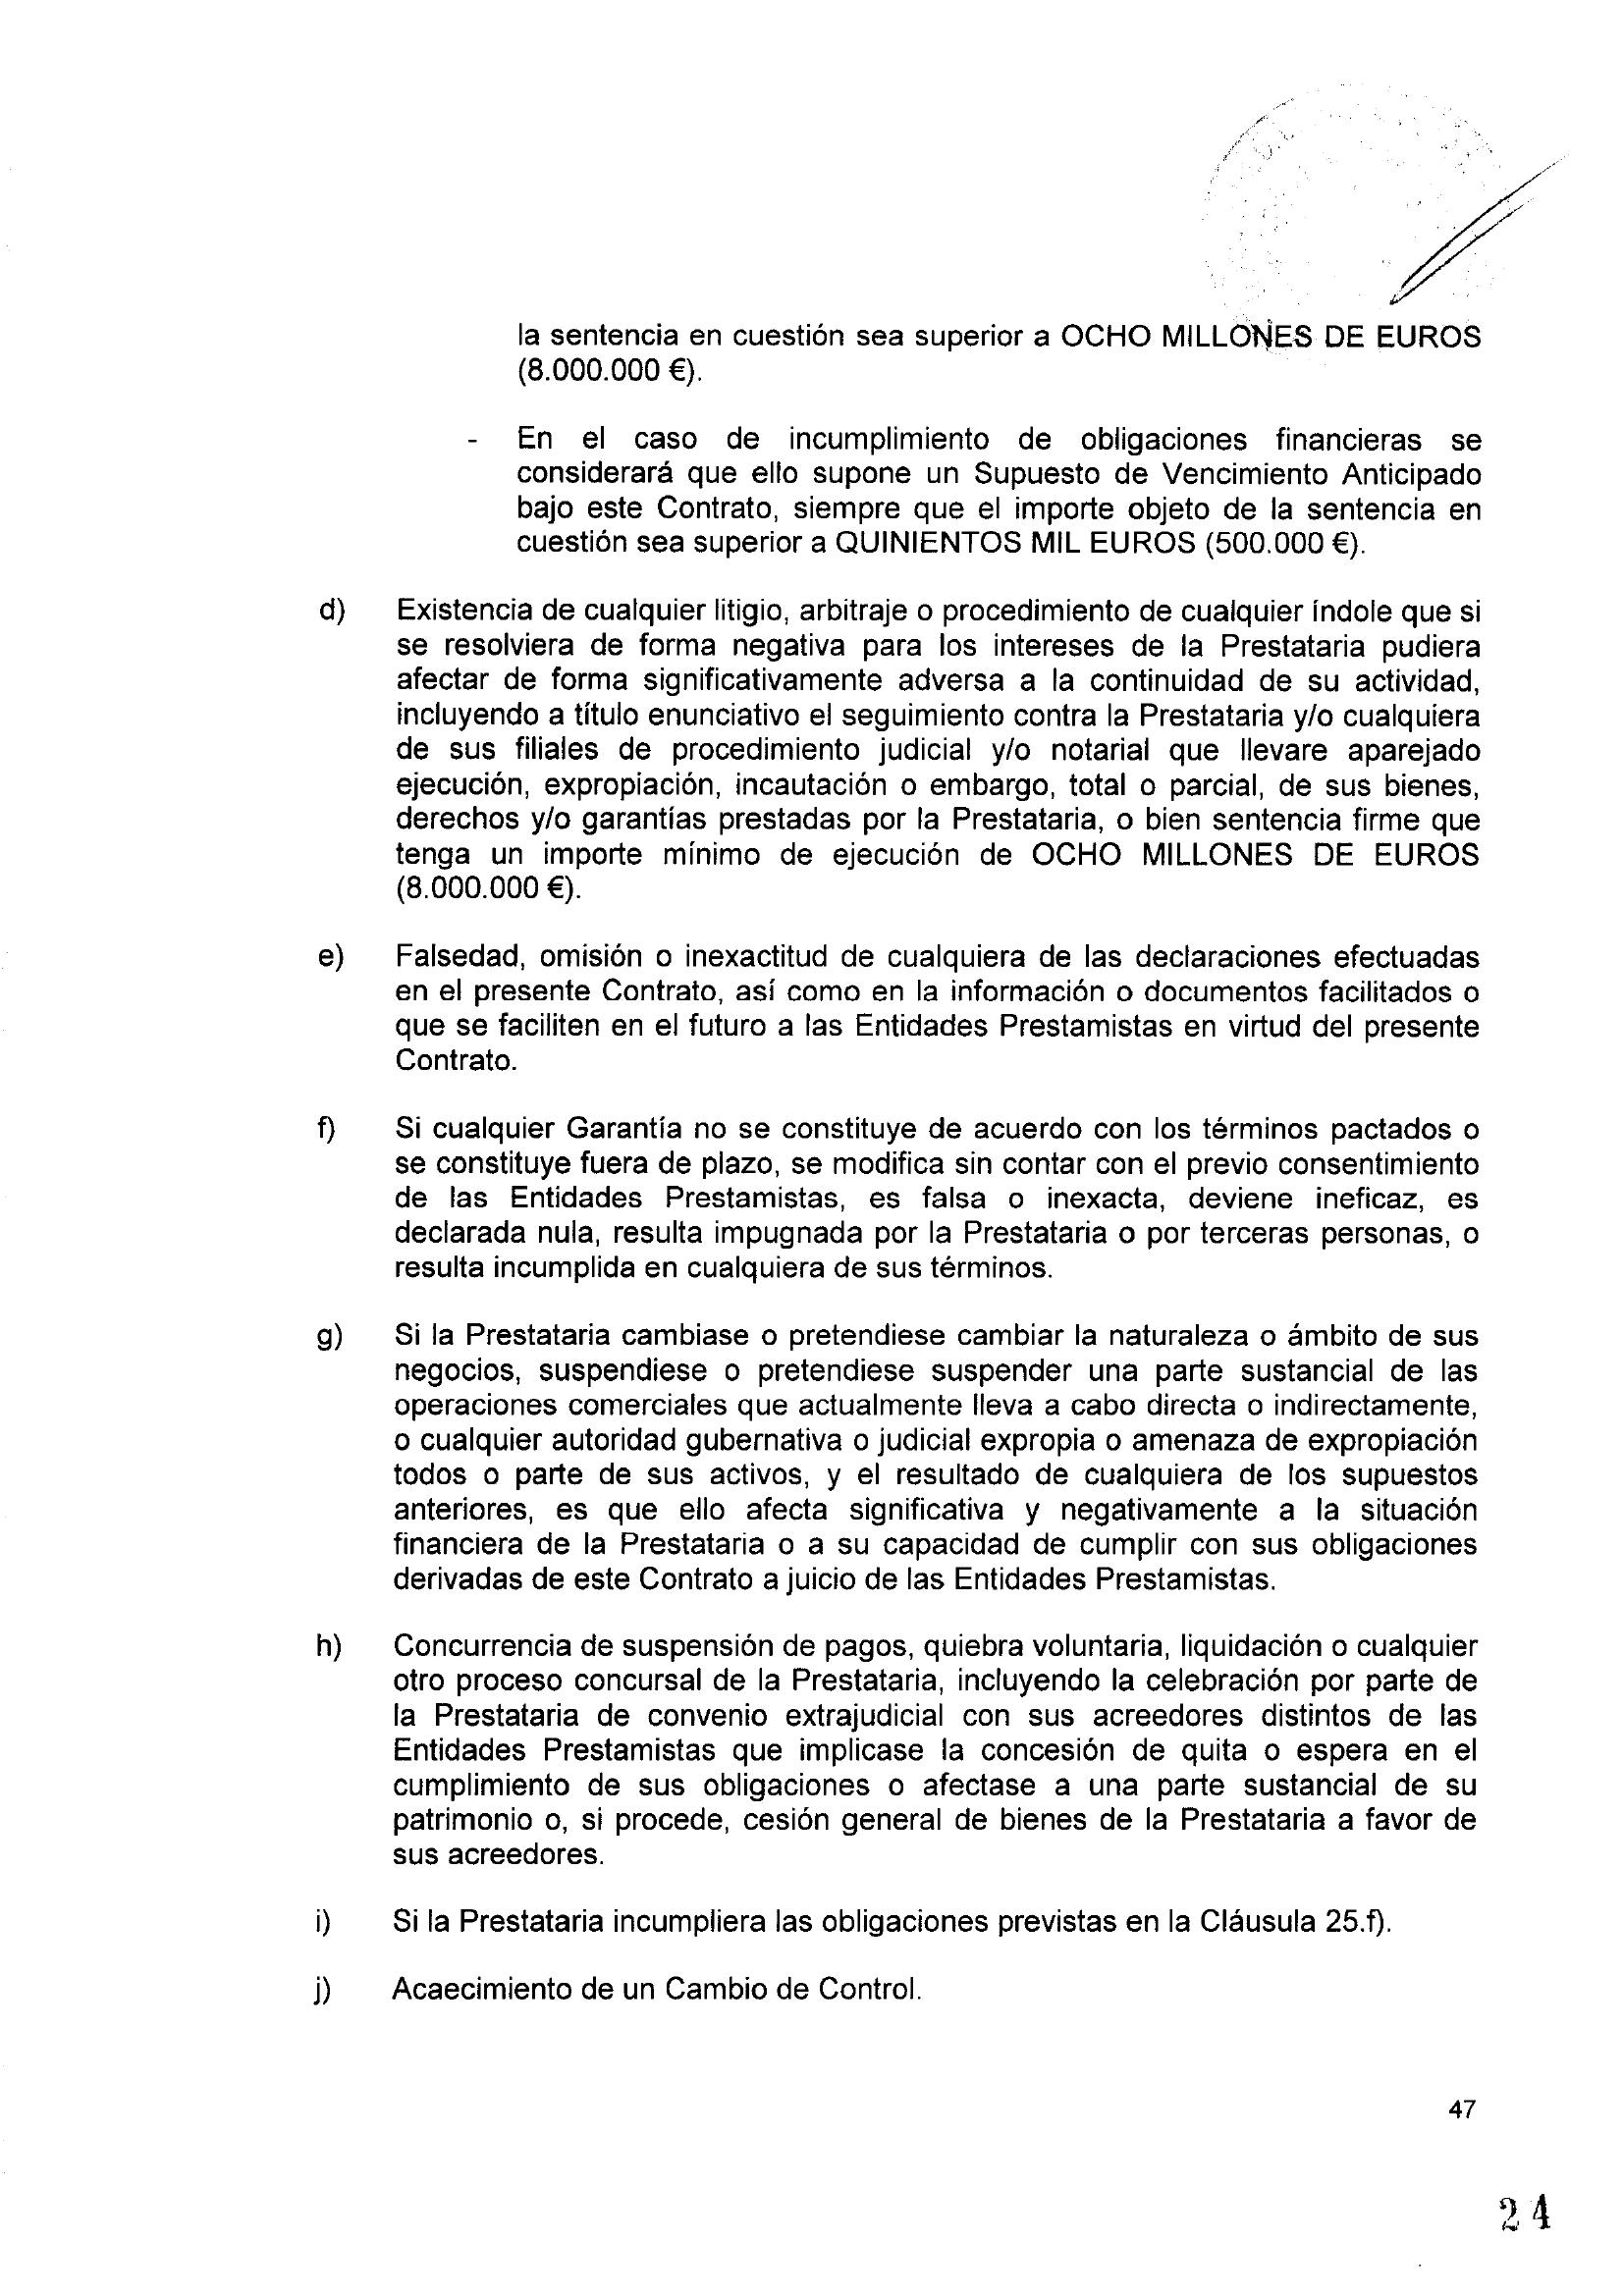 la sentencia en cuestión sea superior a OCHO MILLONES DE EUROS
(8.000.000 €).
- En el caso de incumplimiento de obligaciones financieras se
considerará que ello supone un Supuesto de Vencimiento Anticipado
bajo este Contrato, siempre que el importe objeto de la sentencia en
cuestión sea superior a QUINIENTOS MIL EUROS (500.000 €).
d) Existencia de cualquier litigio, arbitraje o procedimiento de cualquier índole que si
se resolviera de forma negativa para los intereses de la Prestataria pudiera
afectar de forma significativamente adversa a la continuidad de su actividad,
incluyendo a título enunciativo el seguimiento contra la Prestataria y/o cualquiera
de sus filiales de procedimiento judicial y/o notarial que llevare aparejado
ejecución, expropiación, incautación o embargo, total o parcial, de sus bienes,
derechos y/o garantías prestadas por la Prestataria, o bien sentencia firme que
tenga un importe mínimo de ejecución de OCHO MILLONES DE EUROS
(8.000.000 €).
e) Falsedad, omisión o inexactitud de cualquiera de las declaraciones efectuadas
en el presente Contrato, así como en la información o documentos facilitados o
que se faciliten en el futuro a las Entidades Prestamistas en virtud del presente
Contrato.
f) Si cualquier Garantía no se constituye de acuerdo con los términos pactados o
se constituye fuera de plazo, se modifica sin contar con el previo consentimiento
de las Entidades Prestamistas, es falsa o inexacta, deviene ineficaz, es
declarada nula, resulta impugnada por la Prestataria o por terceras personas, o
resulta incumplida en cualquiera de sus términos.
g) Si la Prestataria cambiase o pretendiese cambiar la naturaleza o ámbito de sus
negocios, suspendiese o pretendiese suspender una parte sustancial de las
operaciones comerciales que actualmente lleva a cabo directa o indirectamente,
o cualquier autoridad gubernativa o judicial expropia o amenaza de expropiación
todos o parte de sus activos, y el resultado de cualquiera de los supuestos
anteriores, es que ello afecta significativa y negativamente a la situación
financiera de la Prestataria o a su capacidad de cumplir con sus obligaciones
derivadas de este Contrato a juicio de las Entidades Prestamistas.
h) Concurrencia de suspensión de pagos, quiebra voluntaria, liquidación o cualquier
otro proceso concursal de la Prestataria, incluyendo la celebración por parte de
la Prestataria de convenio extrajudicial con sus acreedores distintos de las
Entidades Prestamistas que implicase la concesión de quita o espera en el
cumplimiento de sus obligaciones o afectase a una parte sustancial de su
patrimonio o, si procede, cesión general de bienes de la Prestataria a favor de
sus acreedores.
i) Si la Prestataria incumpliera las obligaciones previstas en la Cláusula 25.f).
j) Acaecimiento de un Cambio de Control.
47
24